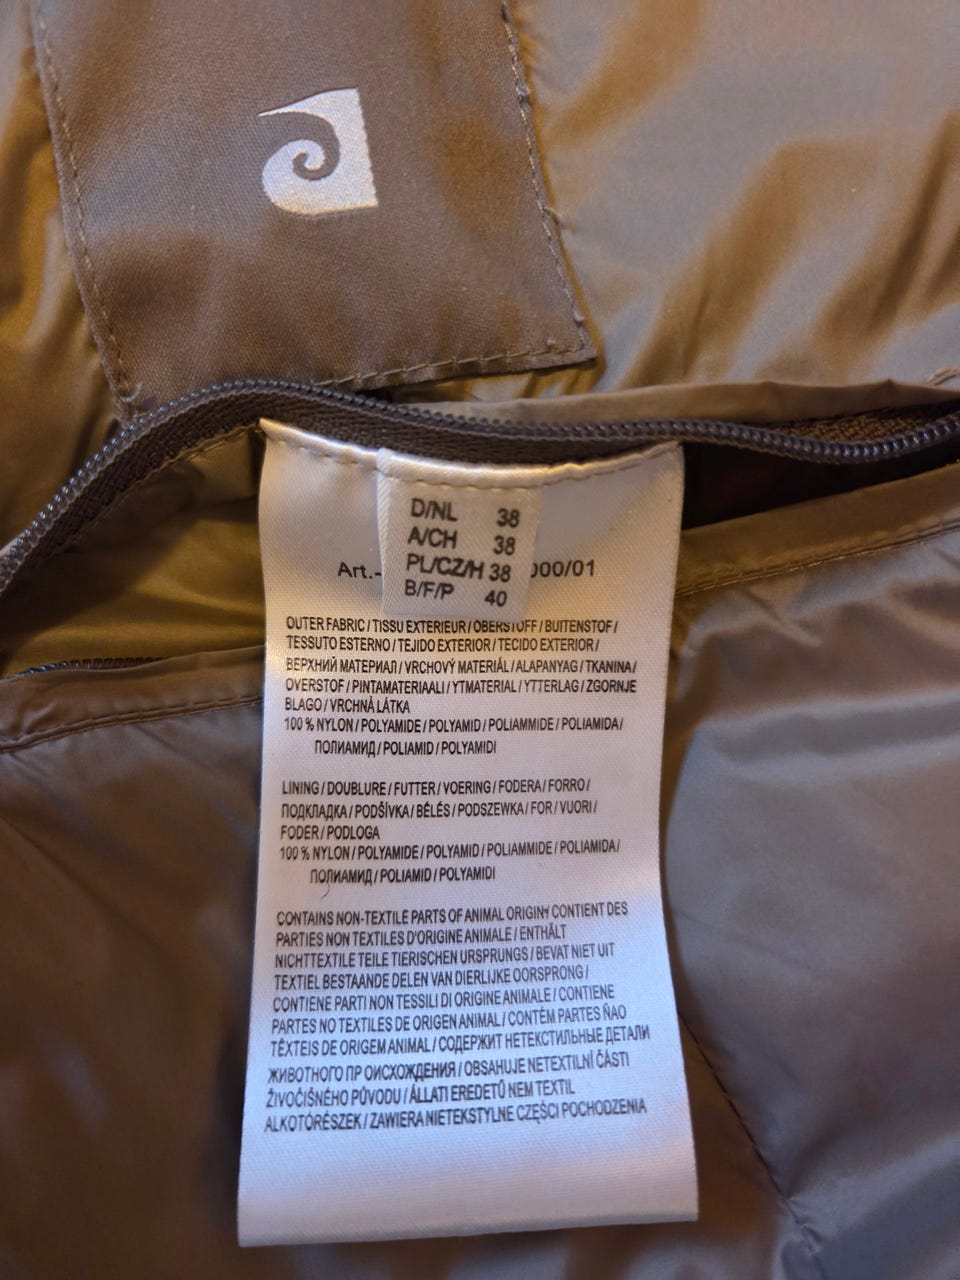 D/NL 38
A/CH 38
PL/CZ/H 38
B/F/P 40
Art.- 000/01
OUTER FABRIC / TISSU EXTERIEUR / OBERSTOFF / BUITENSTOF /
TESSUTO ESTERNO / TEJIDO EXTERIOR / TECIDO EXTERIOR /
ВЕРХНИЙ МАТЕРИАЛ / VRCHOVÝ MATERIÁL / ALAPANYAG / TKANINA /
OVERSTOF / PINTAMATERIAALI / YTMATERIAL / YTTERLAG / ZGORNJE
BLAGO / VRCHNÁ LÁTKA
100 % NYLON / POLYAMIDE / POLYAMID / POLIAMMIDE / POLIAMIDA /
ПОЛИАМИД / POLIAMID / POLYAMIDI
LINING / DOUBLURE / FUTTER / VOERING / FODERA / FORRO /
ПОДКЛАДКА / PODŠÍVKA / BÉLÉS / PODSZEWKA / FOR / VUORI /
FODER / PODLOGA
100 % NYLON / POLYAMIDE / POLYAMID / POLIAMMIDE / POLIAMIDA /
ПОЛИАМИД / POLIAMID / POLYAMIDI
CONTAINS NON-TEXTILE PARTS OF ANIMAL ORIGIN / CONTIENT DES
PARTIES NON TEXTILES D'ORIGINE ANIMALE / ENTHÄLT
NICHTTEXTILE TEILE TIERISCHEN URSPRUNGS / BEVAT NIET UIT
TEXTIEL BESTAANDE DELEN VAN DIERLIJKE OORSPRONG /
CONTIENE PARTI NON TESSILI DI ORIGINE ANIMALE / CONTIENE
PARTES NO TEXTILES DE ORIGEN ANIMAL / CONTÉM PARTES ÑAO
TÊXTEIS DE ORIGEM ANIMAL / СОДЕРЖИТ НЕТЕКСТИЛЬНЫЕ ДЕТАЛИ
ЖИВОТНОГО ПР ОИСХОЖДЕНИЯ / OBSAHUJE NETEXTILNÍ ČÁSTI
ŽIVOČIŠNÉHO PŮVODU / ÁLLATI EREDETŰ NEM TEXTIL
ALKOTÓRÉSZEK / ZAWIERA NIETEKSTYLNE CZĘŚCI POCHODZENIA